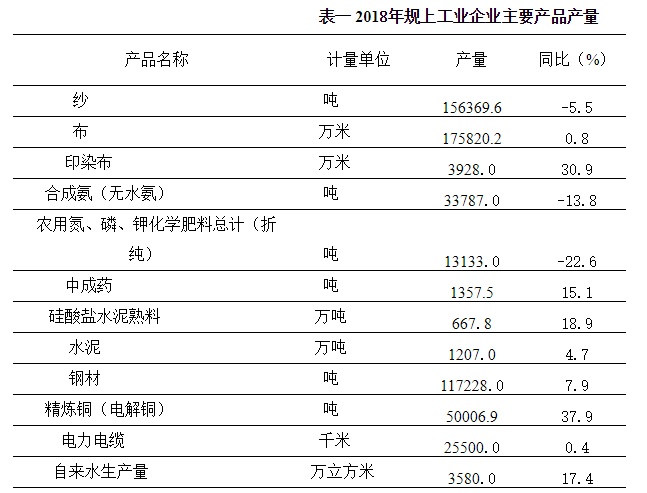 表一 2018年规上工业企业主要产品产量
产品名称 计量单位 产量 同比（%）
纱 吨 156369.6 -5.5
布 万米 175820.2 0.8
印染布 万米 3928.0 30.9
合成氨（无水氨） 吨 33787.0 -13.8
农用氮、磷、钾化学肥料总计（折
纯） 吨 13133.0 -22.6
中成药 吨 1357.5 15.1
硅酸盐水泥熟料 万吨 667.8 18.9
水泥 万吨 1207.0 4.7
钢材 吨 117228.0 7.9
精炼铜（电解铜） 吨 50006.9 37.9
电力电缆 千米 25500.0 0.4
自来水生产量 万立方米 3580.0 17.4